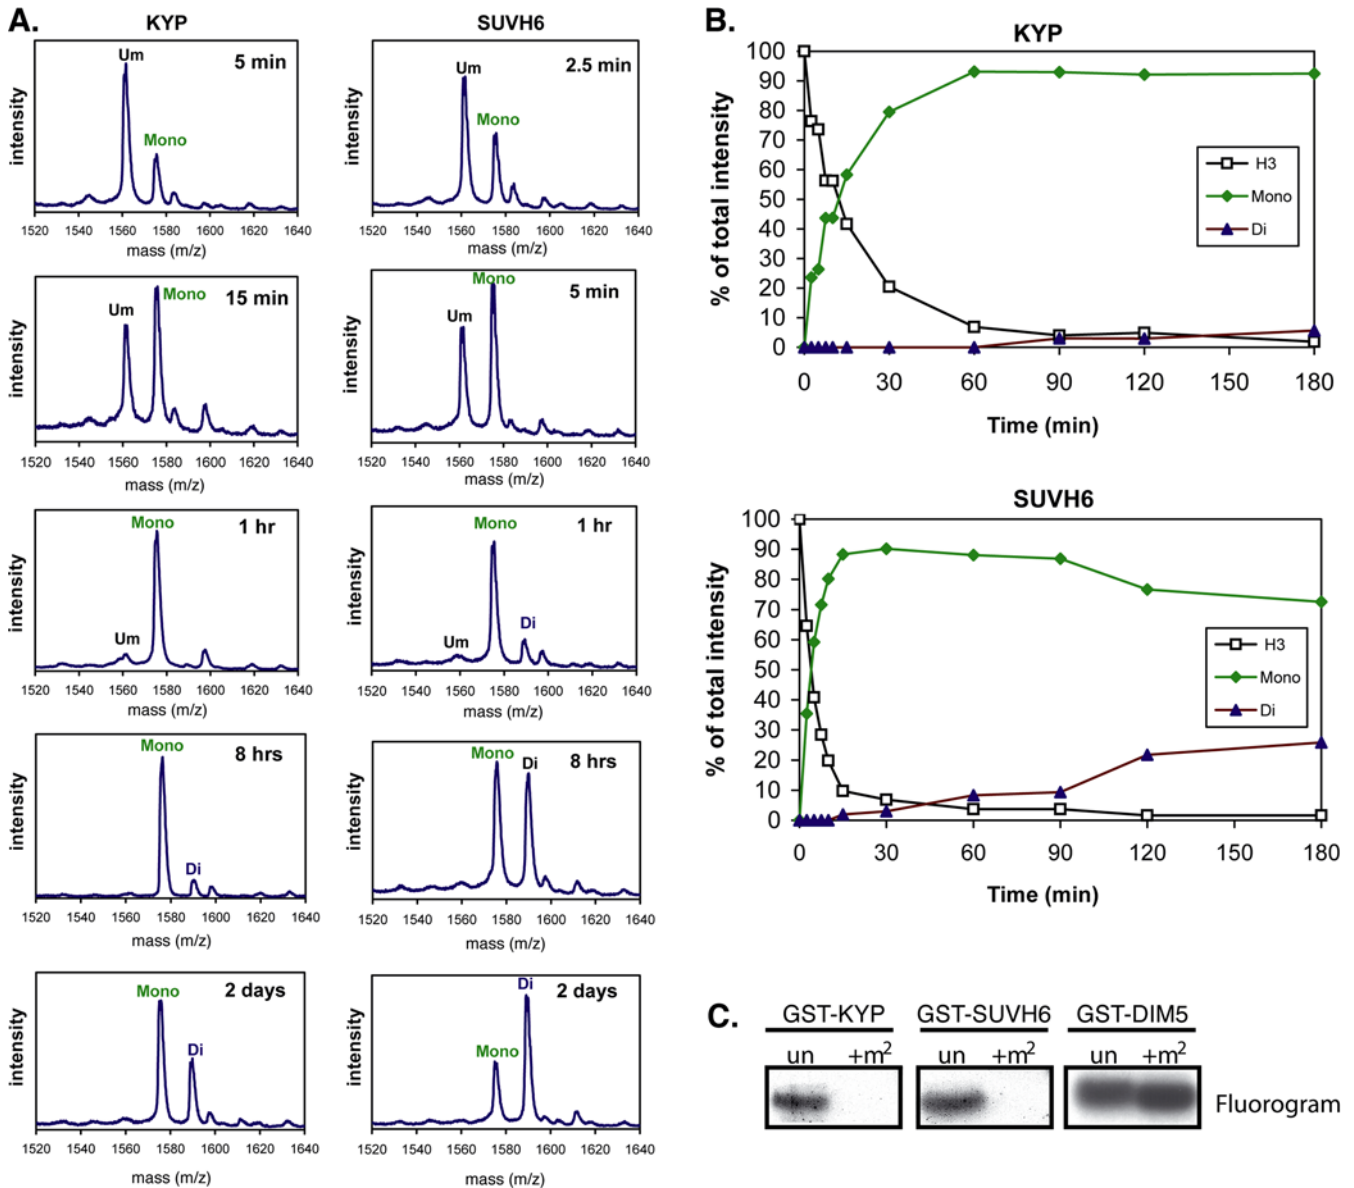 A.
KYP
SUVH6
Um
Mono
5 min
intensity
1520 1540 1560 1580 1600 1620 1640
mass (m/z)
Um
Mono
2.5 min
intensity
1520 1540 1560 1580 1600 1620 1640
mass (m/z)
Um
Mono
15 min
intensity
1520 1540 1560 1580 1600 1620 1640
mass (m/z)
Um
Mono
5 min
intensity
1520 1540 1560 1580 1600 1620 1640
mass (m/z)
Um
Mono
1 hr
intensity
1520 1540 1560 1580 1600 1620 1640
mass (m/z)
Um
Mono
Di
1 hr
intensity
1520 1540 1560 1580 1600 1620 1640
mass (m/z)
Mono
Di
8 hrs
intensity
1520 1540 1560 1580 1600 1620 1640
mass (m/z)
Mono
Di
8 hrs
intensity
1520 1540 1560 1580 1600 1620 1640
mass (m/z)
Mono
Di
2 days
intensity
1520 1540 1560 1580 1600 1620 1640
mass (m/z)
Mono
Di
2 days
intensity
1520 1540 1560 1580 1600 1620 1640
mass (m/z)
B.
KYP
% of total intensity
100
90
80
70
60
50
40
30
20
10
0
H3
Mono
Di
0 30 60 90 120 150 180
Time (min)
SUVH6
% of total intensity
100
90
80
70
60
50
40
30
20
10
0
H3
Mono
Di
0 30 60 90 120 150 180
Time (min)
C.
GST-KYP GST-SUVH6 GST-DIM5
un +m² un +m² un +m²
Fluorogram